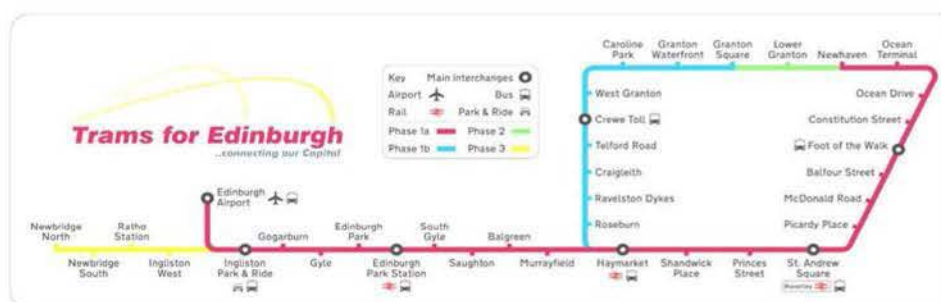 Trams for Edinburgh
...connecting our Capital
Key
Main Interchanges
Airport
Bus
Rail
Park & Ride
Phase 1a
Phase 2
Phase 1b
Phase 3
Caroline
Park
Granton
Waterfront
Granton
Square
Lower
Granton
Newhaven
Ocean
Terminal
West Granton
Crewe Toll
Telford Road
Craigleith
Ravelston Dykes
Roseburn
Ocean Drive
Constitution Street
Foot of the Walk
Balfour Street
McDonald Road
Picardy Place
Edinburgh
Airport
Newbridge
North
Ratho
Station
Newbridge
South
Ingliston
West
Ingliston
Park & Ride
Gogarburn
Gyle
Edinburgh
Park
Edinburgh
Park Station
South
Gyle
Saughton
Balgreen
Murrayfield
Haymarket
Shandwick
Place
Princes
Street
St. Andrew
Square
Waverley